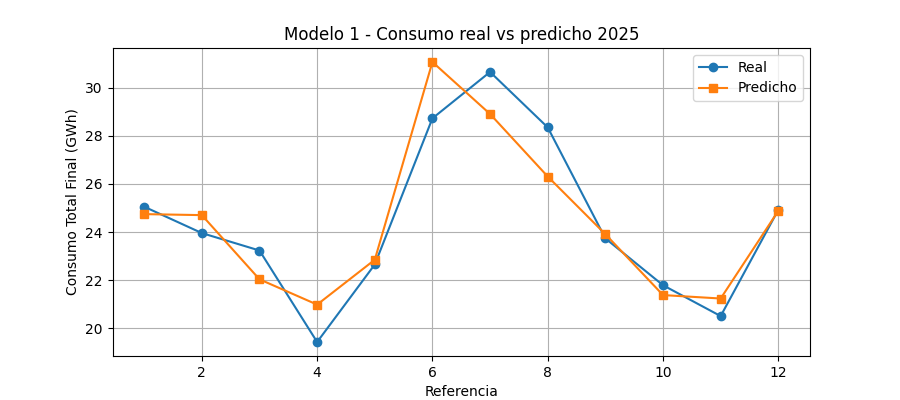 Modelo 1 - Consumo real vs predicho 2025
Consumo Total Final (GWh)
30
28
26
24
22
20
Real
Predicho
2 4 6 8 10 12
Referencia